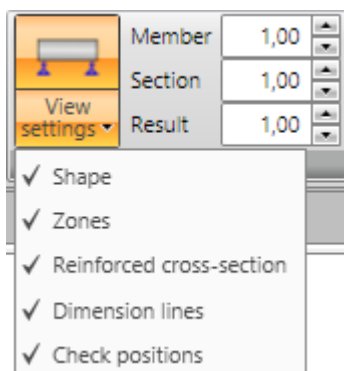 Member 1,00
Section 1,00
View
settings
Result 1,00
Shape
Zones
Reinforced cross-section
Dimension lines
Check positions